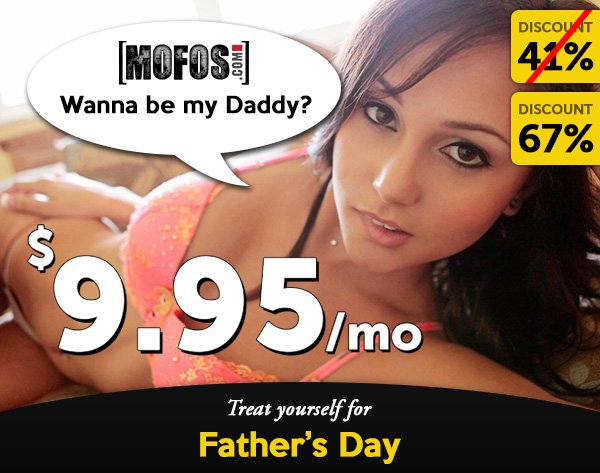 [MOFOS.COM]
Wanna be my Daddy?
DISCOUNT
41%
DISCOUNT
67%
$9.95/mo
Treat yourself for
Father's Day